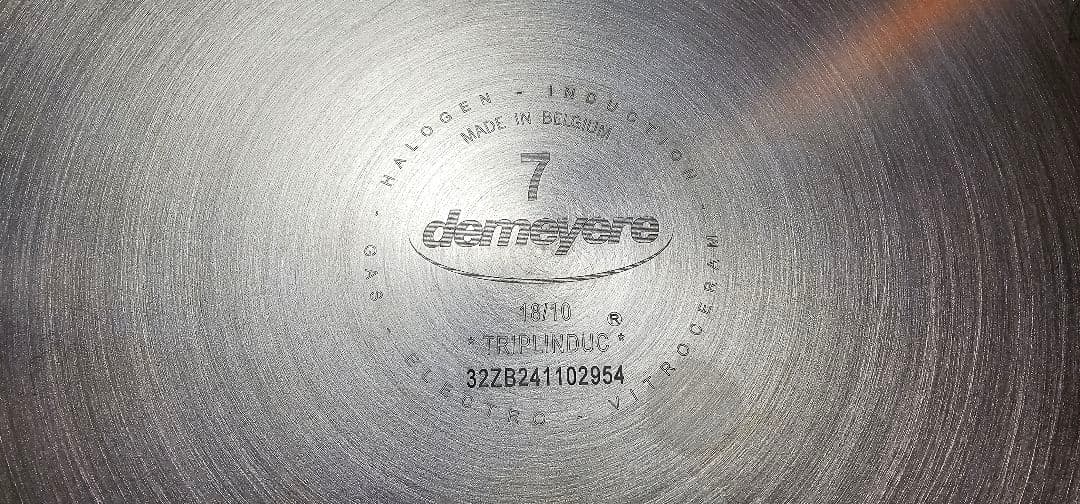 - HALOGEN - INDUCTION - VITROCERAM - ELECTRO - GAS
MADE IN BELGIUM
7
demeyere
18/10
* TRIPLINDUC® *
32ZB241102954